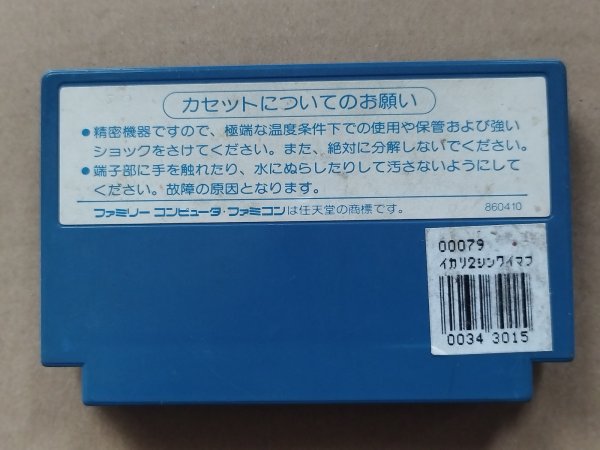 カセットについてのお願い
●精密機器ですので、極端な温度条件下での使用や保管および強い
ショックをさけてください。また、絶対に分解しないでください。
●端子部に手を触れたり、水にぬらしたりして汚さないようにして
ください。故障の原因となります。
ファミリーコンピュータ・ファミコンは任天堂の商標です。 860410
00079
イカリ2シンワイマフ
0034 3015